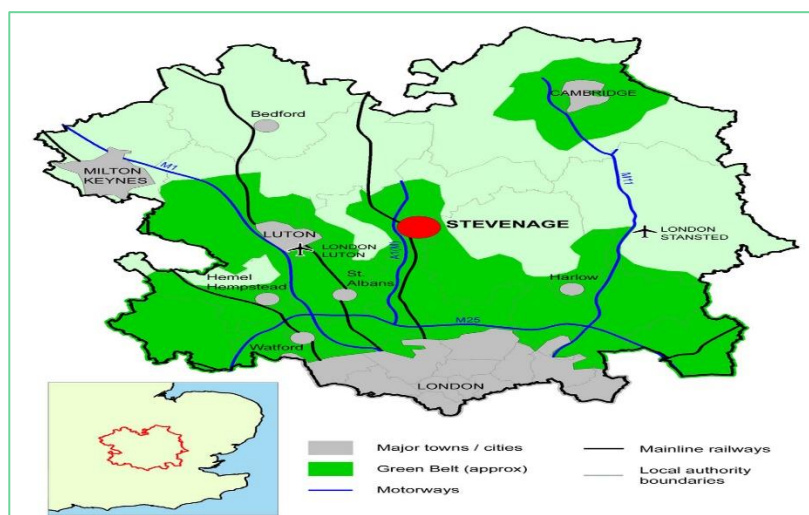 Bedford
CAMBRIDGE
M1
MILTON
KEYNES
M11
STEVENAGE
LUTON
LONDON
LUTON
A1(M)
LONDON
STANSTED
Hemel
Hempstead
St.
Albans
Harlow
M25
Watford
LONDON
Major towns / cities
Green Belt (approx)
Motorways
Mainline railways
Local authority
boundaries